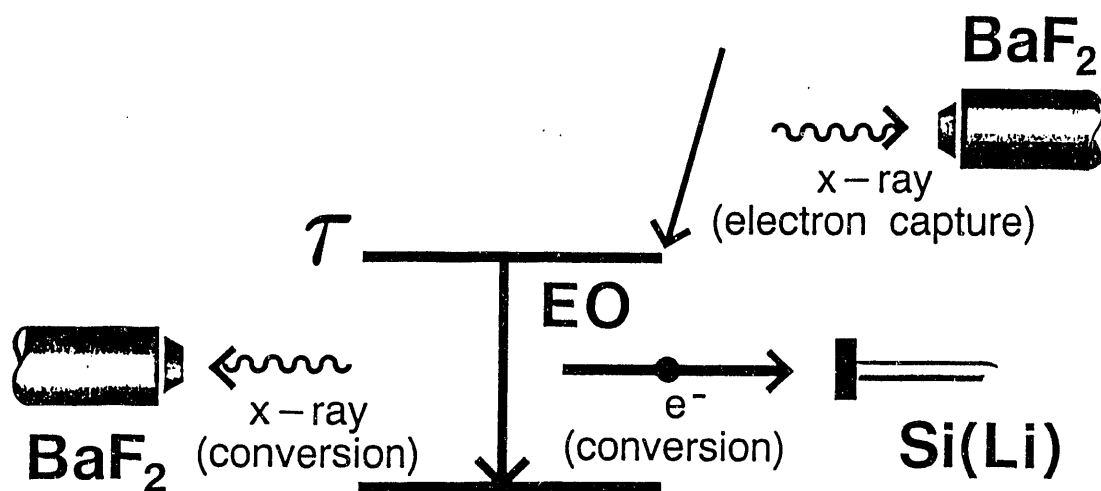 BaF₂
x – ray
(electron capture)
τ
EO
x – ray
(conversion)
BaF₂
e⁻
(conversion)
Si(Li)